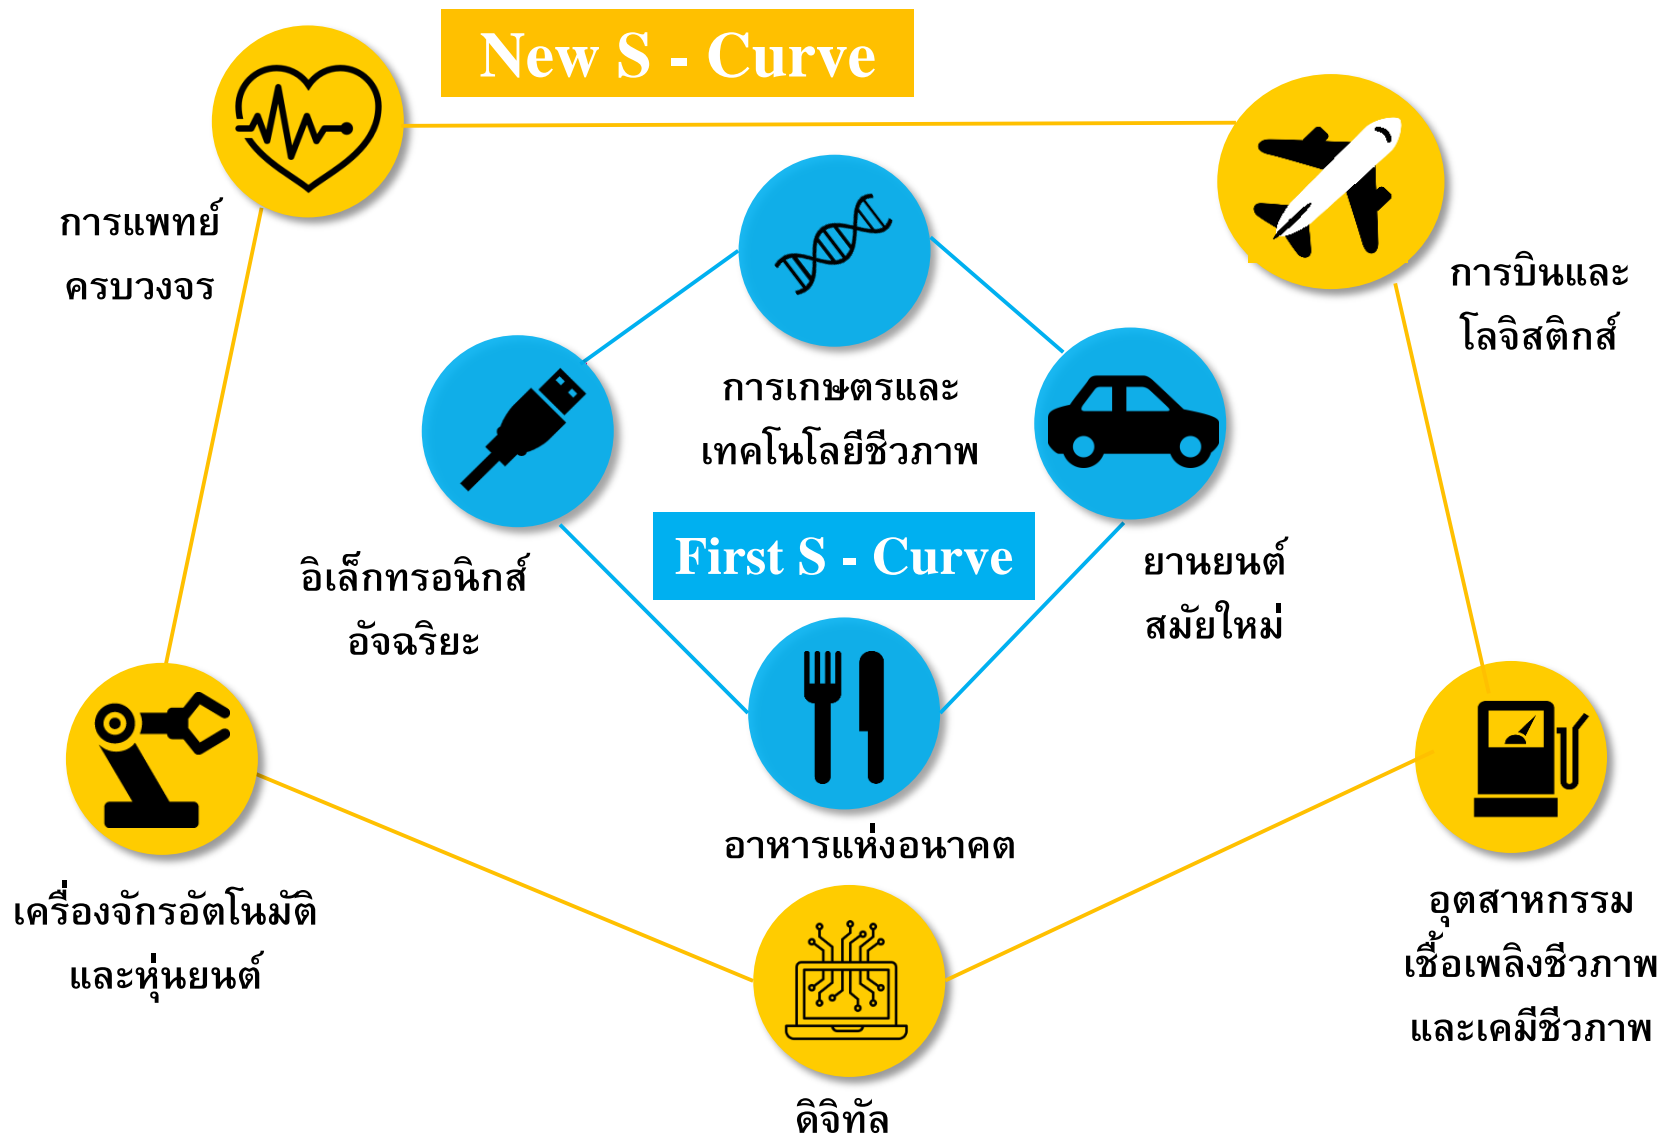 New S - Curve
การแพทย์
ครบวงจร
การบินและ
โลจิสติกส์
การเกษตรและ
เทคโนโลยีชีวภาพ
First S - Curve
อิเล็กทรอนิกส์
อัจฉริยะ
ยานยนต์
สมัยใหม่
อาหารแห่งอนาคต
เครื่องจักรอัตโนมัติ
และหุ่นยนต์
อุตสาหกรรม
เชื้อเพลิงชีวภาพ
และเคมีชีวภาพ
ดิจิทัล